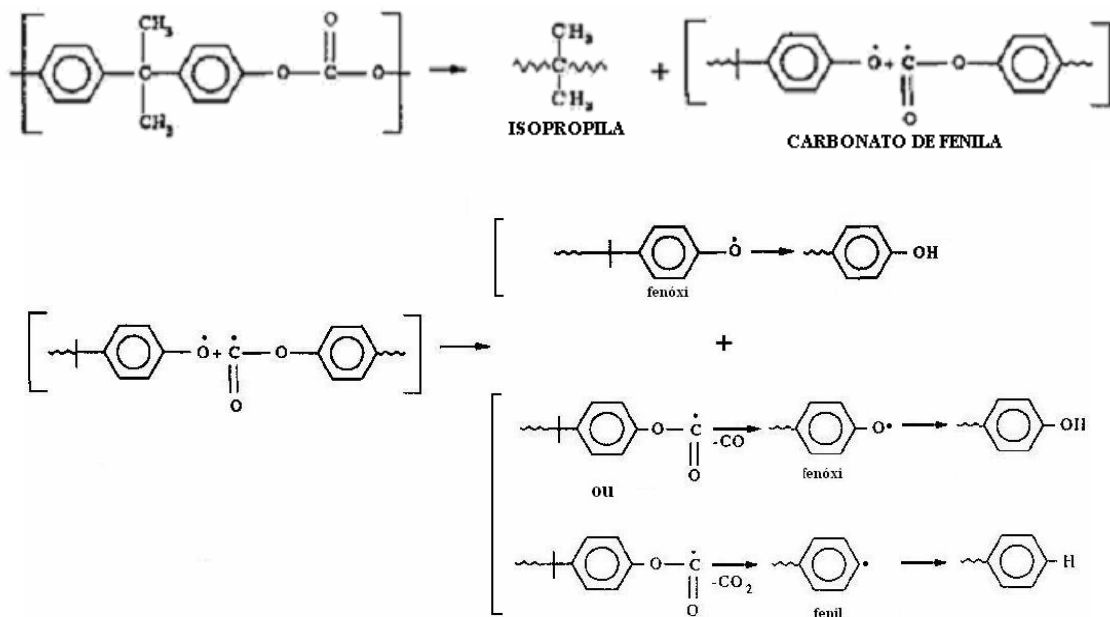 CH₃
O
C
O
C
O
CH₃
CH₃
C
CH₃
ISOPROPILA
+
Ȯ + Ċ
O
O
CARBONATO DE FENILA
Ȯ
OH
fenóxi
Ȯ + Ċ
O
O
+
O
Ċ
O
-CO
O•
OH
fenóxi
ou
O
Ċ
O
-CO₂
•
H
fenil